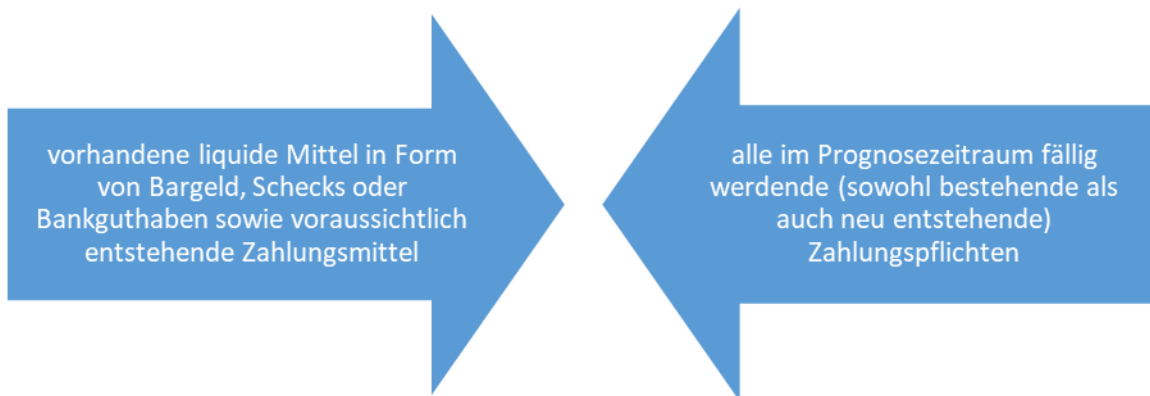 vorhandene liquide Mittel in Form
von Bargeld, Schecks oder
Bankguthaben sowie voraussichtlich
entstehende Zahlungsmittel
alle im Prognosezeitraum fällig
werdende (sowohl bestehende als
auch neu entstehende)
Zahlungspflichten